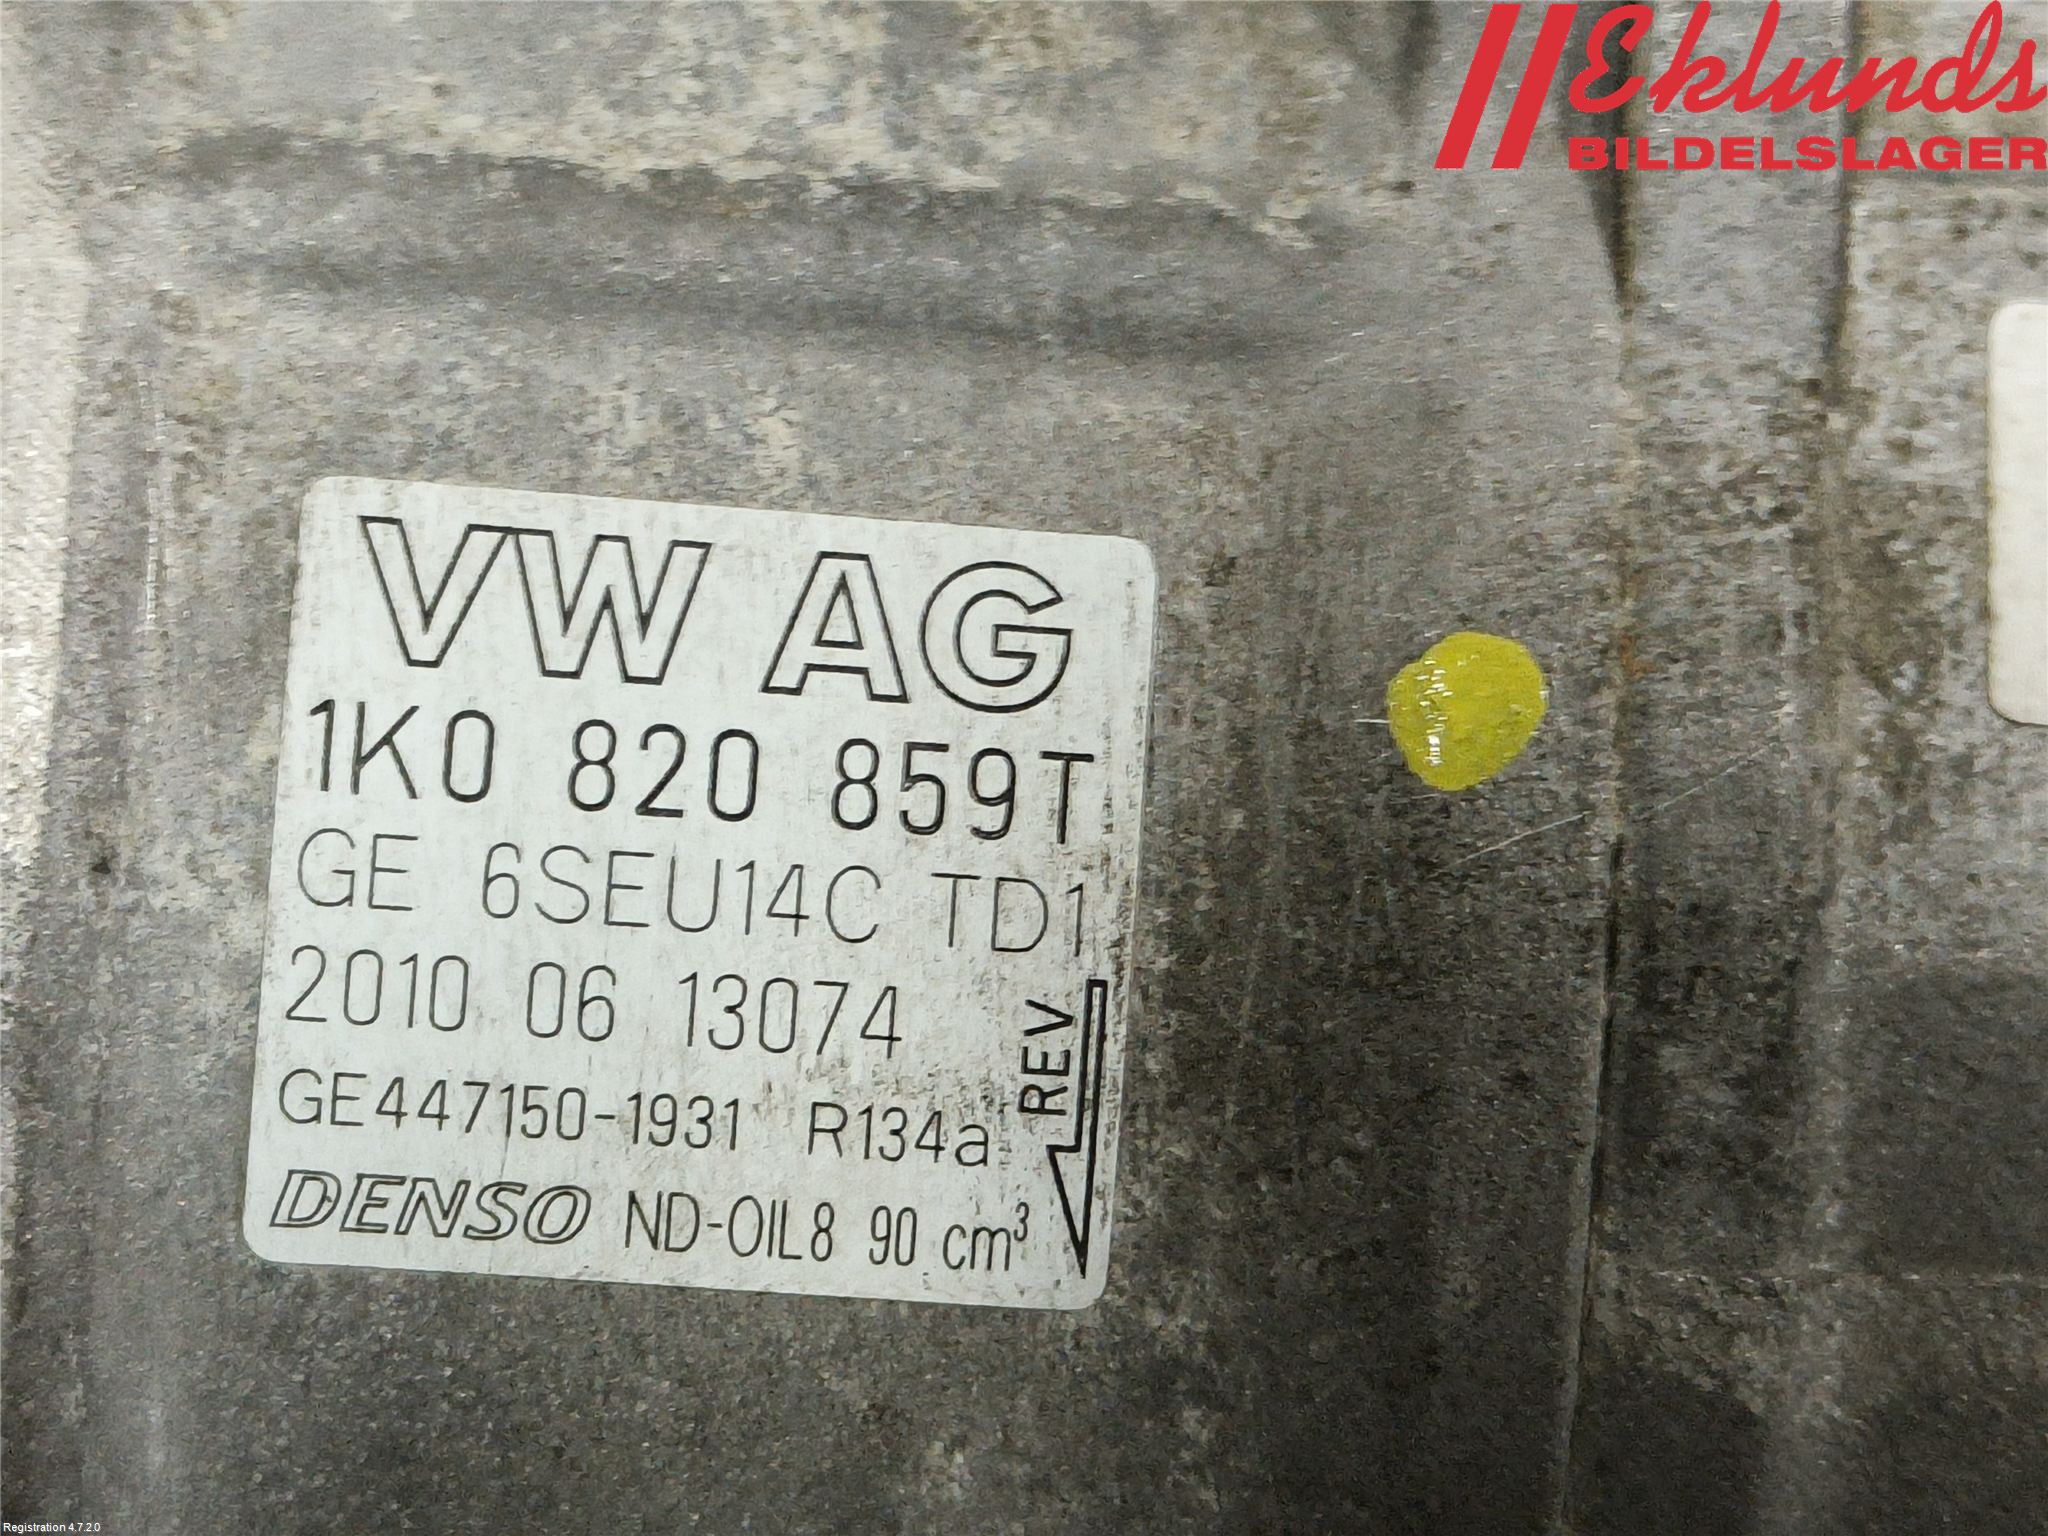 Eklunds
BILDELSLAGER
VW AG
1K0 820 859T
GE 6SEU14C TD1
2010 06 13074
GE447150-1931 R134a
REV
DENSO ND-OIL8 90 cm³
Registration 4.7.2.0